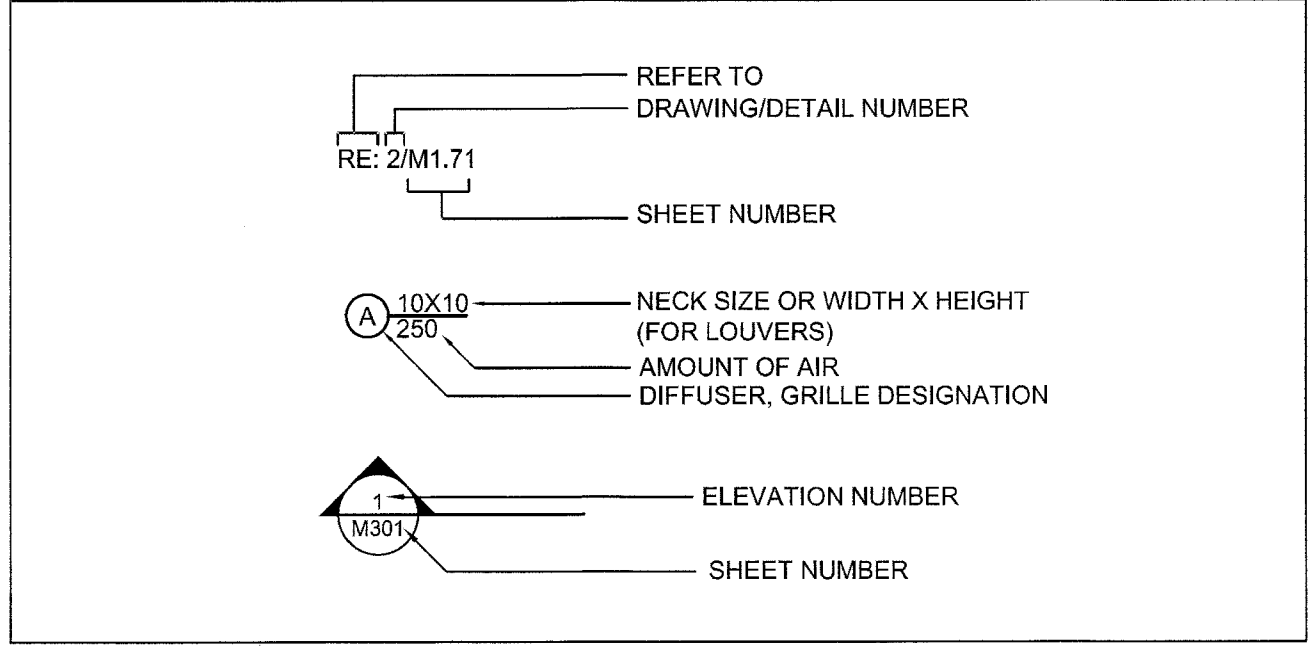 REFER TO
DRAWING/DETAIL NUMBER
RE: 2/M1.71
SHEET NUMBER
A
10X10
250
NECK SIZE OR WIDTH X HEIGHT
(FOR LOUVERS)
AMOUNT OF AIR
DIFFUSER, GRILLE DESIGNATION
1
M301
ELEVATION NUMBER
SHEET NUMBER